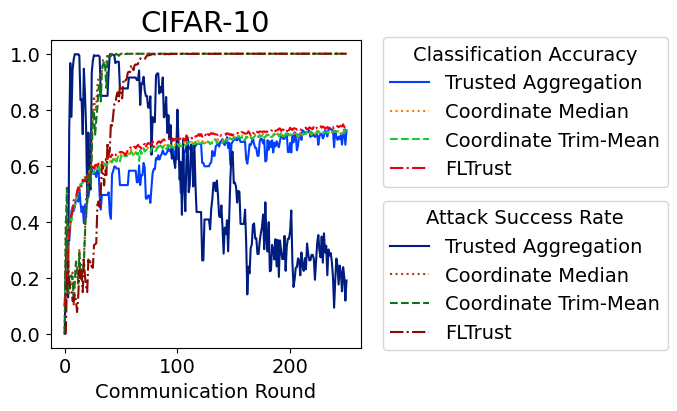 CIFAR-10
1.0
0.8
0.6
0.4
0.2
0.0
0
100
200
Communication Round
Classification Accuracy
Trusted Aggregation
Coordinate Median
Coordinate Trim-Mean
FLTrust
Attack Success Rate
Trusted Aggregation
Coordinate Median
Coordinate Trim-Mean
FLTrust